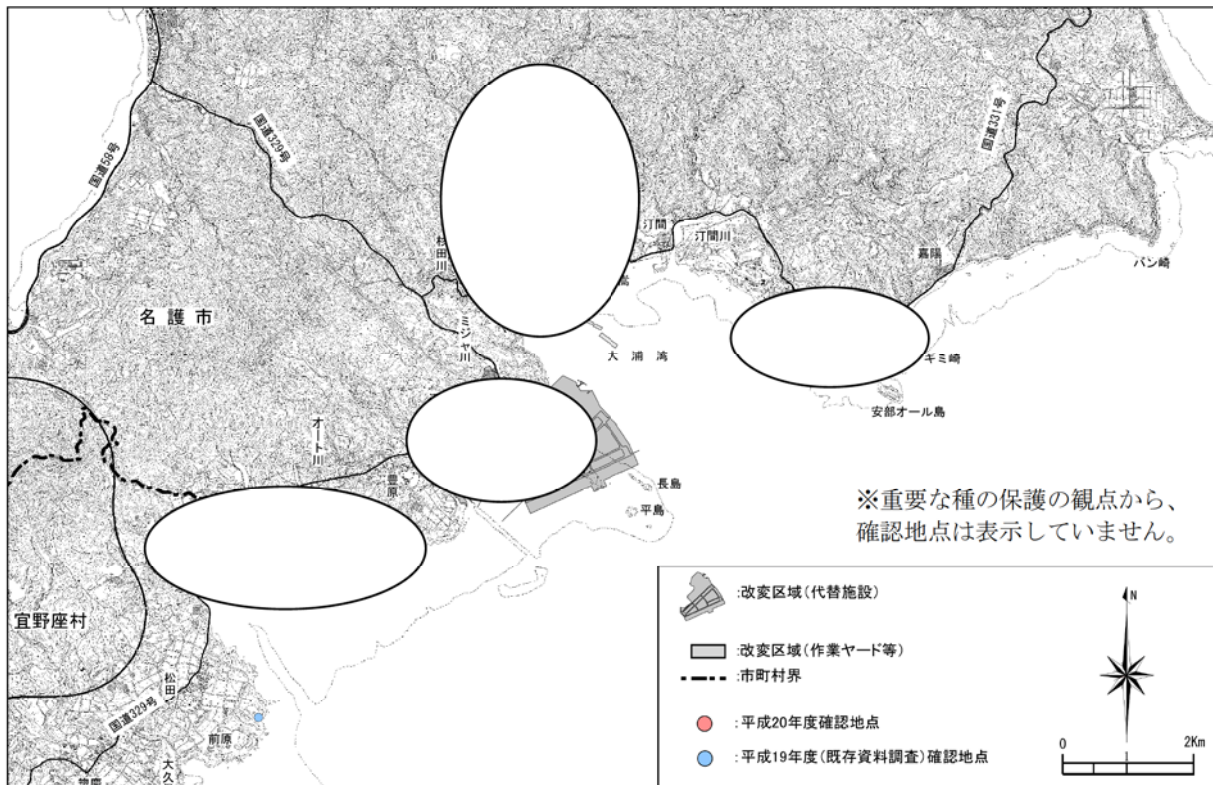 国道58号
国道329号
国道331号
杉田川
汀間
汀間川
嘉陽
バン崎
名護市
ミジャ川
大浦湾
ギミ崎
安部オール島
オート川
豊原
長島
平島
※重要な種の保護の観点から、
確認地点は表示していません。
宜野座村
松田
国道329号
前原
:改変区域(代替施設)
:改変区域(作業ヤード等)
:市町村界
:平成20年度確認地点
:平成19年度(既存資料調査)確認地点
N
0 2Km